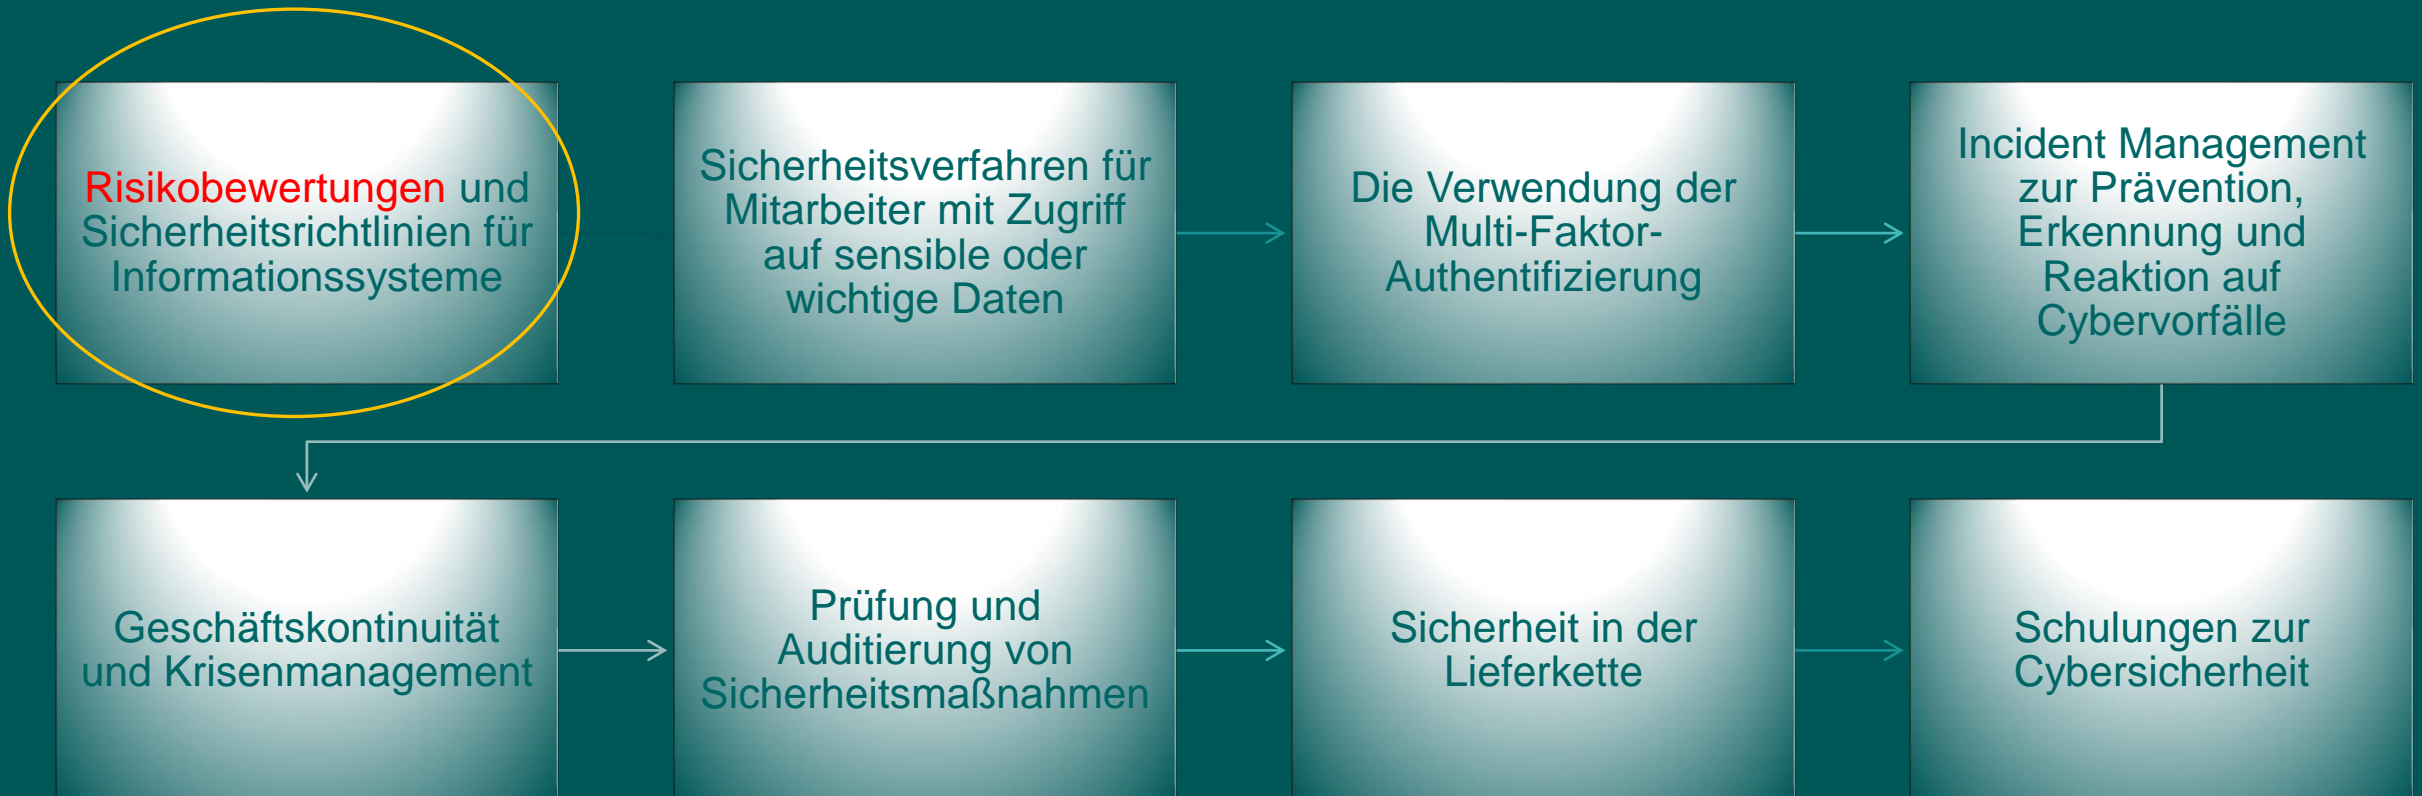 Risikobewertungen und
Sicherheitsrichtlinien für
Informationssysteme
Sicherheitsverfahren für
Mitarbeiter mit Zugriff
auf sensible oder
wichtige Daten
Die Verwendung der
Multi-Faktor-
Authentifizierung
Incident Management
zur Prävention,
Erkennung und
Reaktion auf
Cybervorfälle
Geschäftskontinuität
und Krisenmanagement
Prüfung und
Auditierung von
Sicherheitsmaßnahmen
Sicherheit in der
Lieferkette
Schulungen zur
Cybersicherheit